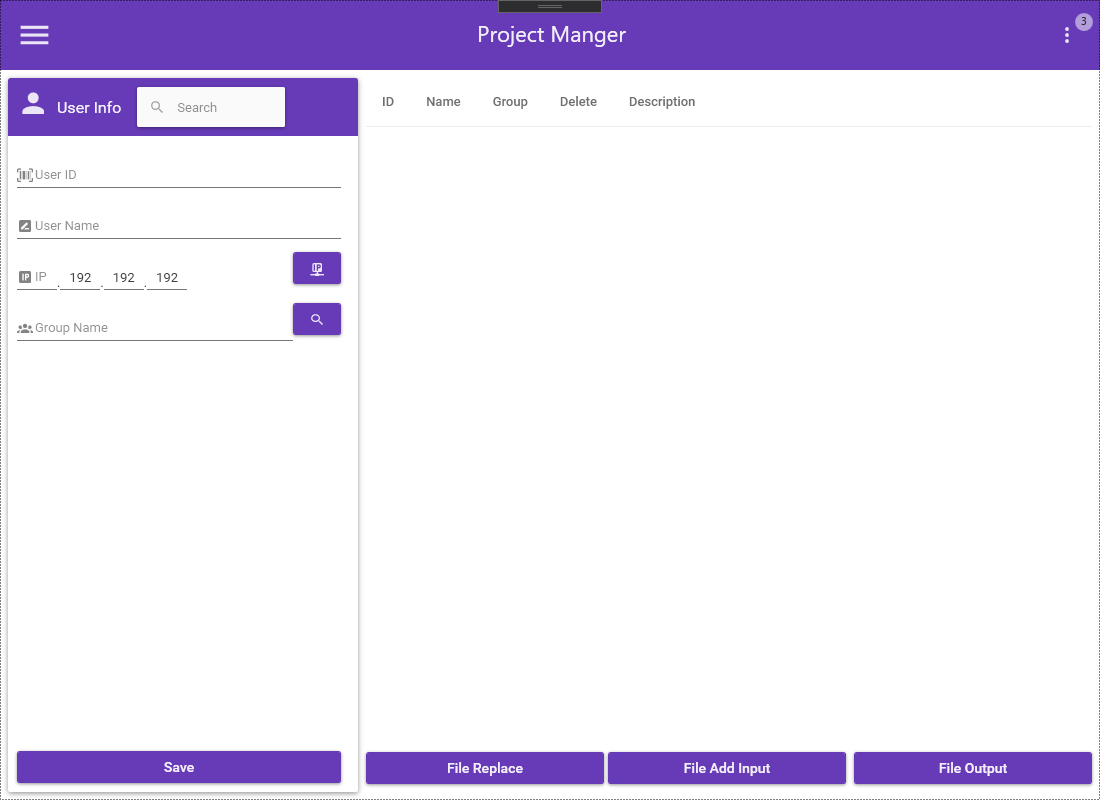 Project Manger
3
User Info
Search
User ID
User Name
IP . 192 . 192 . 192
Group Name
Save
ID Name Group Delete Description
File Replace File Add Input File Output